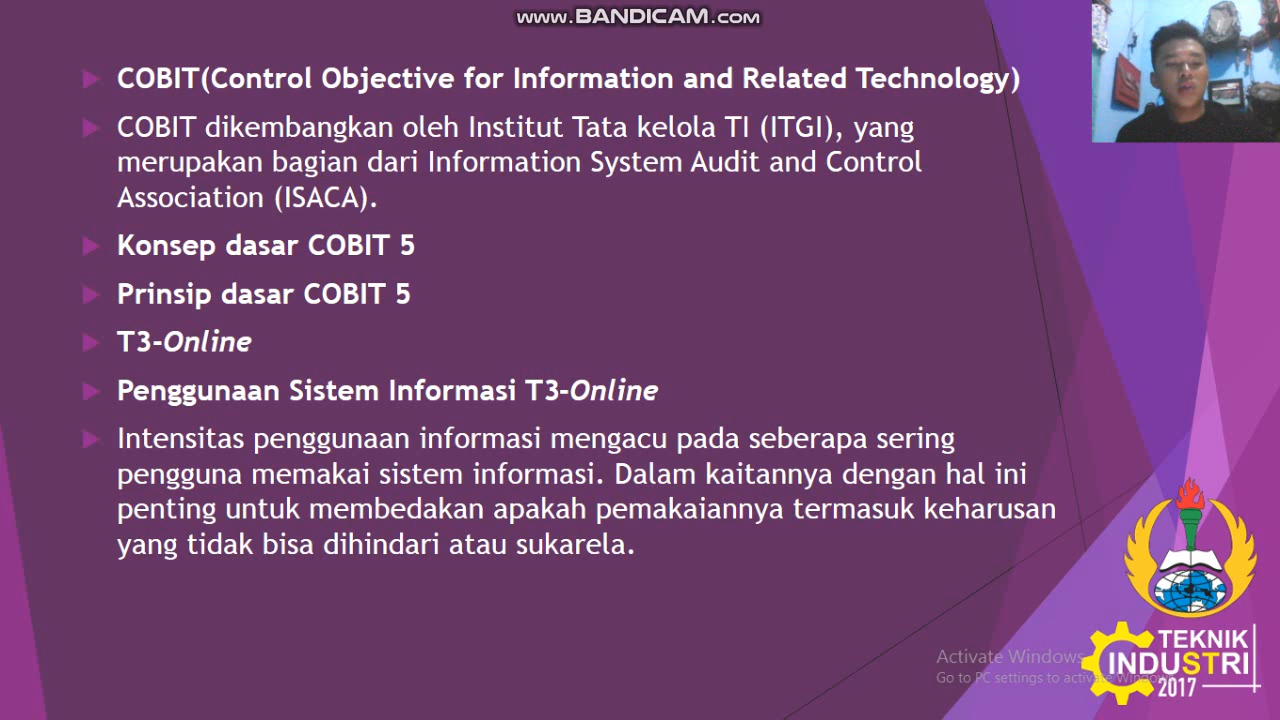 www.BANDICAM.com
COBIT(Control Objective for Information and Related Technology)
COBIT dikembangkan oleh Institut Tata kelola TI (ITGI), yang
merupakan bagian dari Information System Audit and Control
Association (ISACA).
Konsep dasar COBIT 5
Prinsip dasar COBIT 5
T3-Online
Penggunaan Sistem Informasi T3-Online
Intensitas penggunaan informasi mengacu pada seberapa sering
pengguna memakai sistem informasi. Dalam kaitannya dengan hal ini
penting untuk membedakan apakah pemakaiannya termasuk keharusan
yang tidak bisa dihindari atau sukarela.
Activate Windows
Go to PC settings to activate Windows.
TEKNIK
INDUSTRI
2017